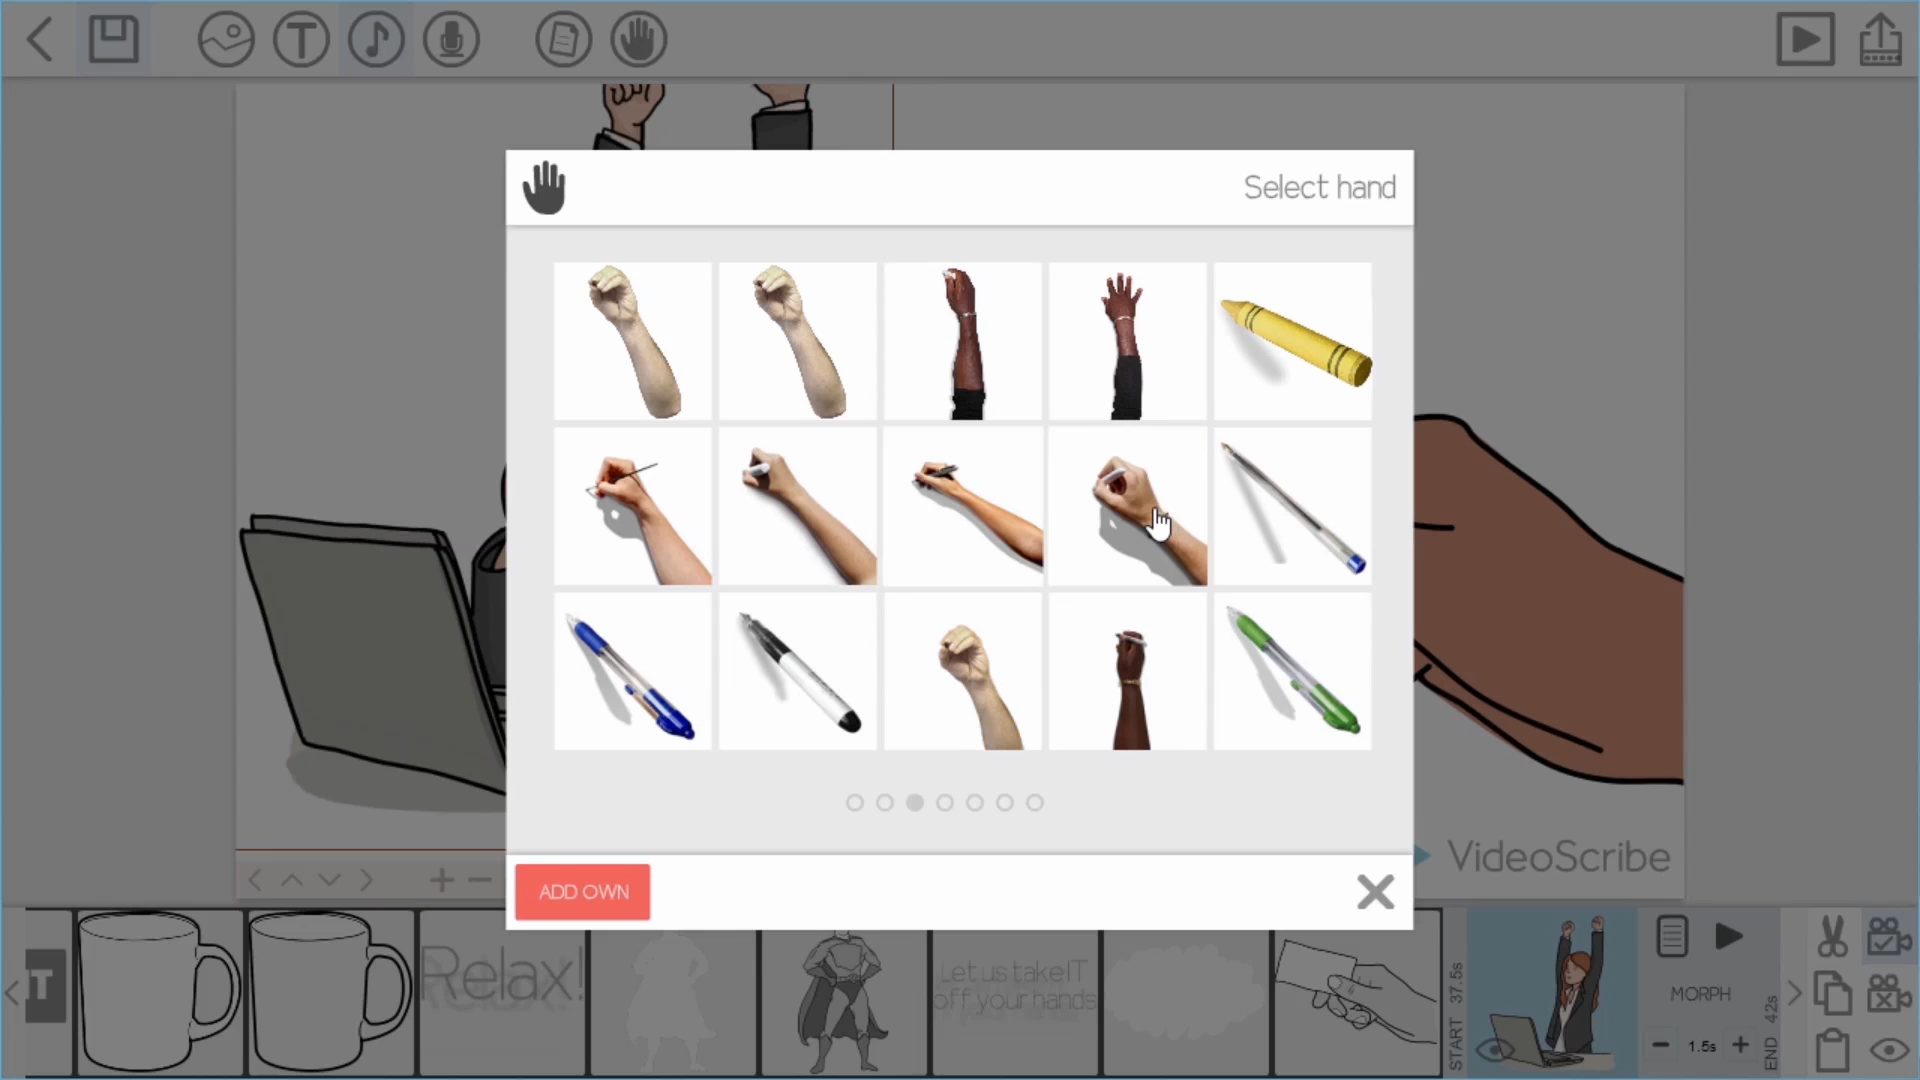 T
Select hand
ADD OWN
VideoScribe
T
Relax!
Let us take IT
off your hands
START 37.5s
MORPH
1.5s
END 42s